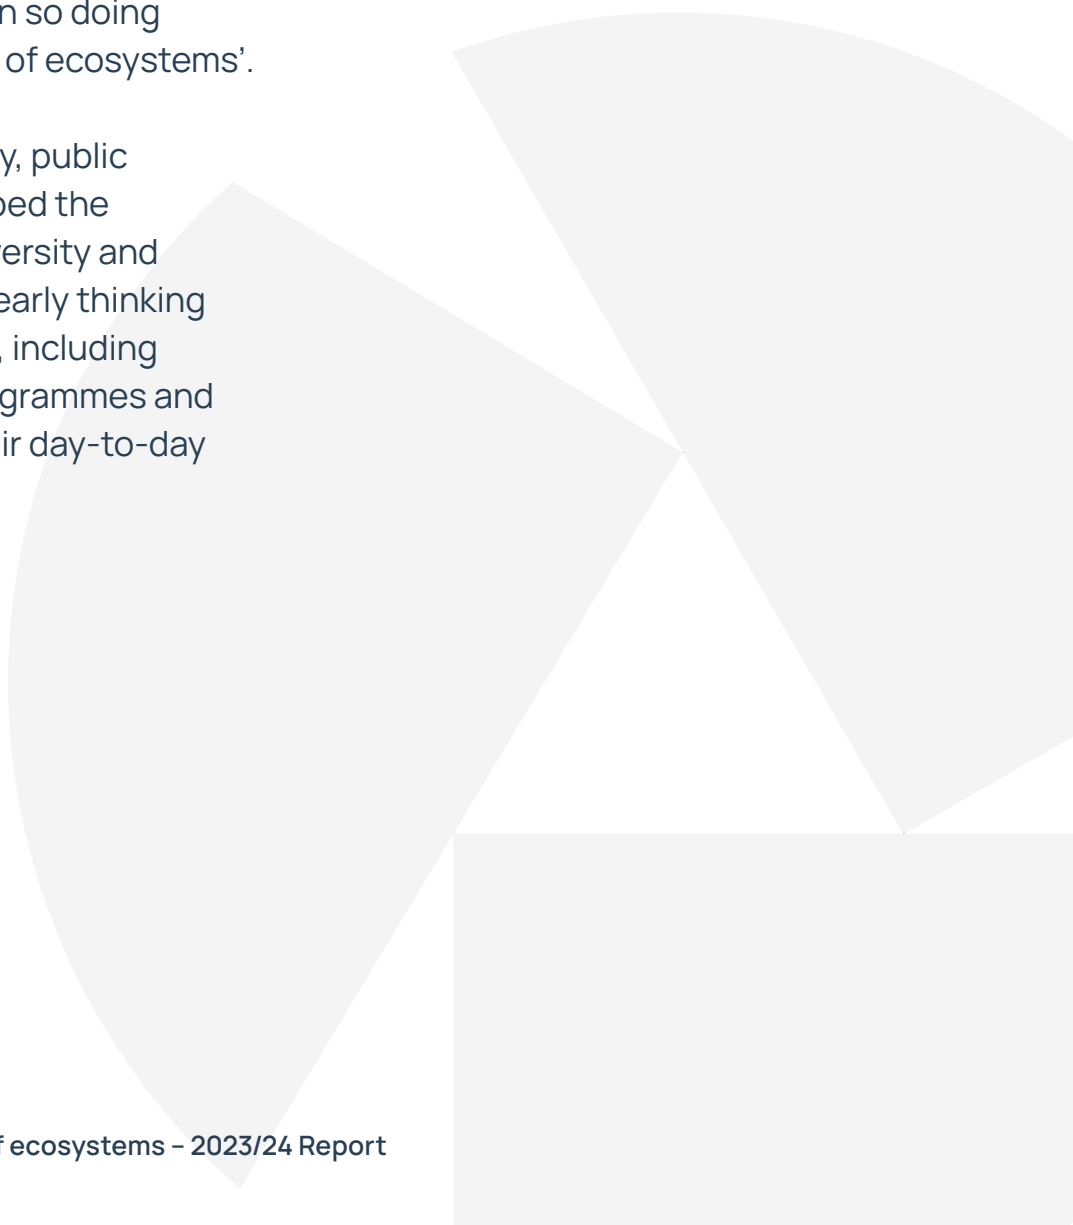 n so doing
of ecosystems’.
y, public
ped the
versity and
early thinking
, including
grammes and
ir day-to-day
f ecosystems – 2023/24 Report